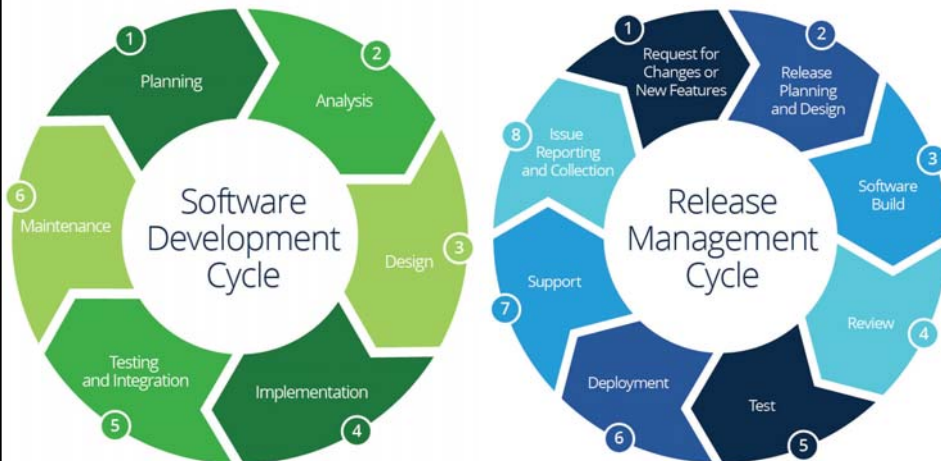 1
Planning
2
Analysis
3
Design
4
Implementation
5
Testing
and Integration
6
Maintenance
Software
Development
Cycle
1
Request for
Changes or
New Features
2
Release
Planning
and Design
3
Software
Build
4
Review
5
Test
6
Deployment
7
Support
8
Issue
Reporting
and Collection
Release
Management
Cycle